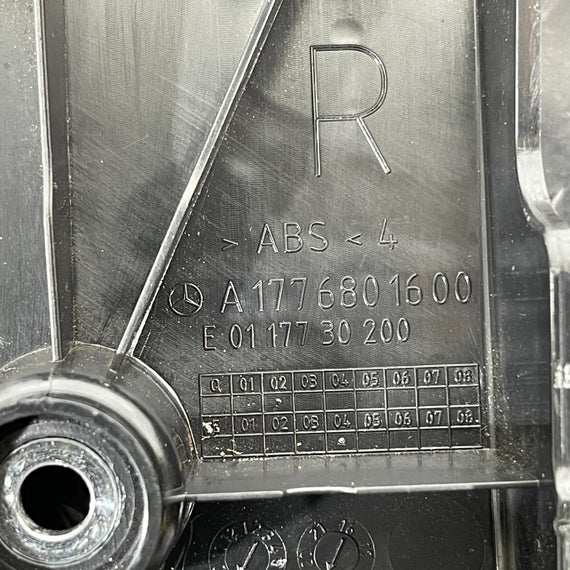 R
> ABS < 4
A 177 680 16 00
E 01 177 30 200
Q 01 02 03 04 05 06 07 08
01 02 03 04 05 06 07 08